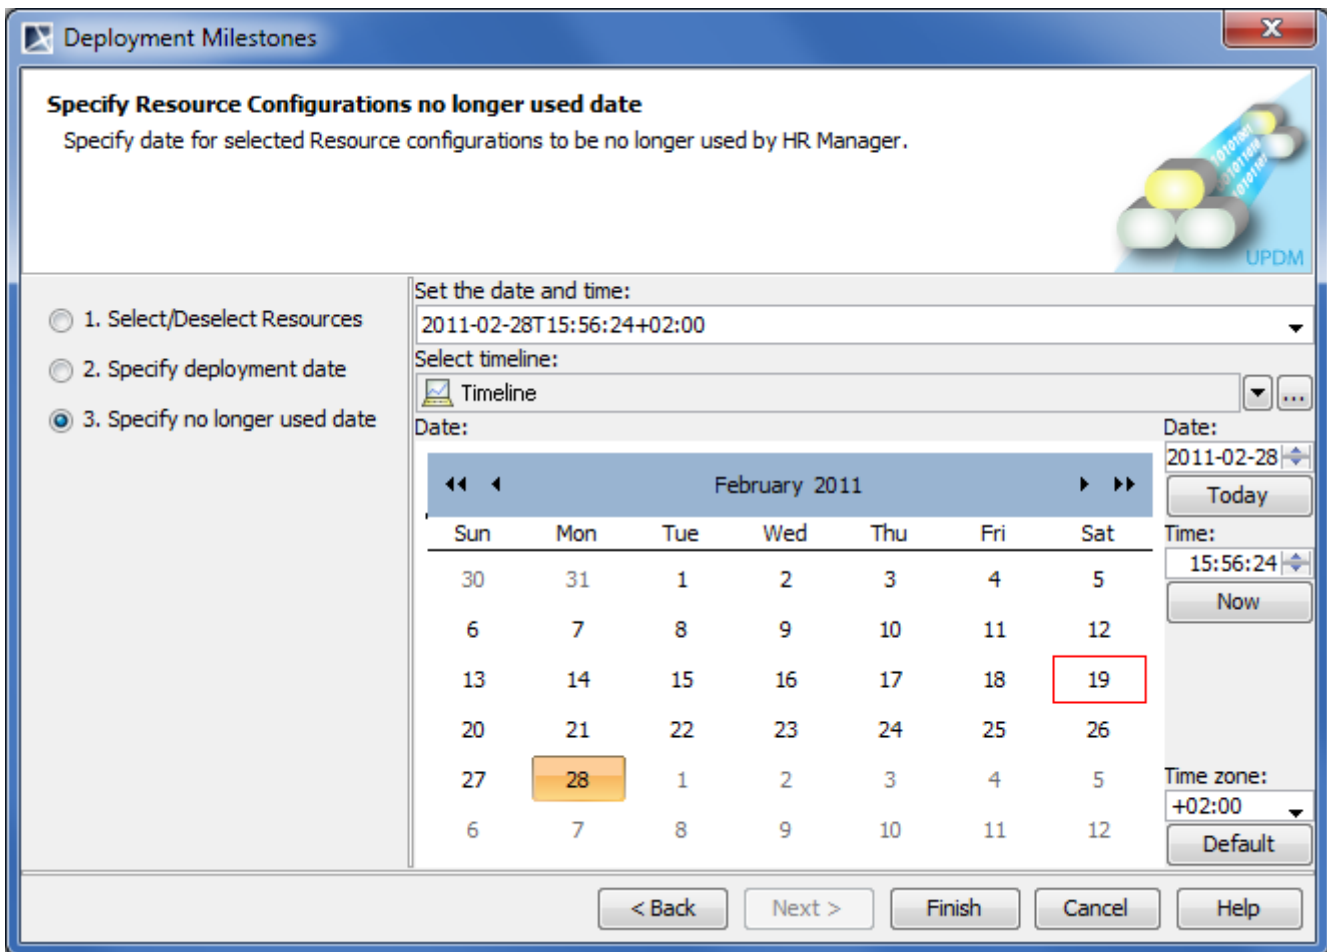 Deployment Milestones
Specify Resource Configurations no longer used date
Specify date for selected Resource configurations to be no longer used by HR Manager.
UPDM
1. Select/Deselect Resources
2. Specify deployment date
3. Specify no longer used date
Set the date and time:
2011-02-28T15:56:24+02:00
Select timeline:
Timeline
...
Date:
February 2011
Sun Mon Tue Wed Thu Fri Sat
30 31 1 2 3 4 5
6 7 8 9 10 11 12
13 14 15 16 17 18 19
20 21 22 23 24 25 26
27 28 1 2 3 4 5
6 7 8 9 10 11 12
Date:
2011-02-28
Today
Time:
15:56:24
Now
Time zone:
+02:00
Default
< Back Next > Finish Cancel Help